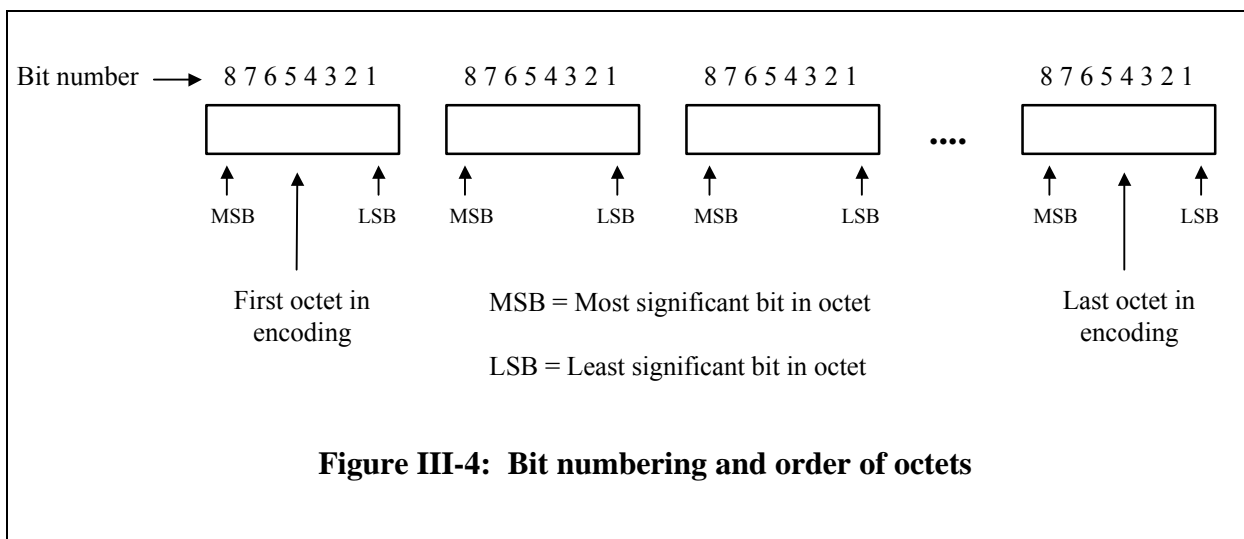 Bit number 8 7 6 5 4 3 2 1 8 7 6 5 4 3 2 1 8 7 6 5 4 3 2 1 8 7 6 5 4 3 2 1
....
MSB LSB MSB LSB MSB LSB MSB LSB
First octet in
encoding
MSB = Most significant bit in octet
LSB = Least significant bit in octet
Last octet in
encoding
Figure III-4: Bit numbering and order of octets